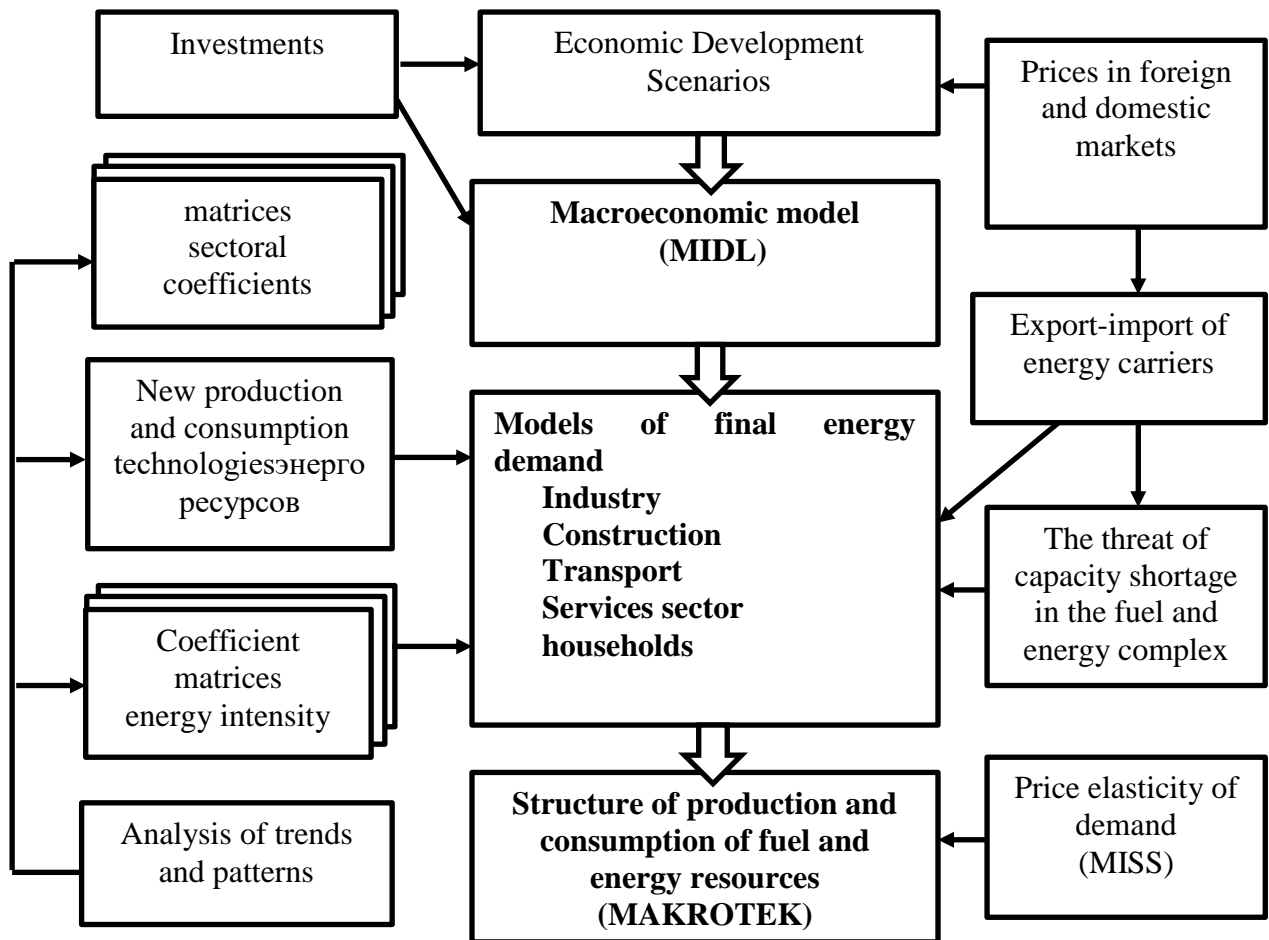 Investments
Economic Development
Scenarios
Prices in foreign
and domestic
markets
matrices
sectoral
coefficients
Macroeconomic model
(MIDL)
Export-import of
energy carriers
New production
and consumption
technologiesэнерго
ресурсов
Models of final energy
demand
Industry
Construction
Transport
Services sector
households
The threat of
capacity shortage
in the fuel and
energy complex
Coefficient
matrices
energy intensity
Analysis of trends
and patterns
Structure of production and
consumption of fuel and
energy resources
(MAKROTEK)
Price elasticity of
demand
(MISS)